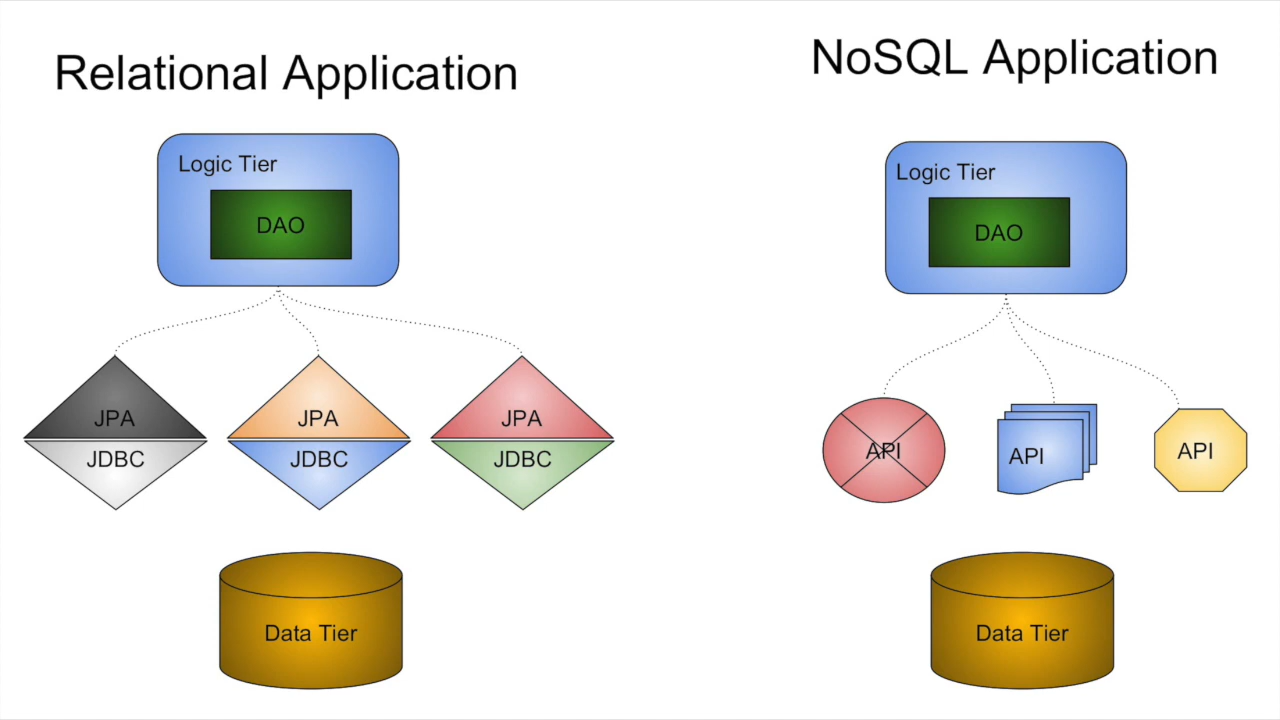 Relational Application
Logic Tier
DAO
JPA
JDBC
JPA
JDBC
JPA
JDBC
Data Tier
NoSQL Application
Logic Tier
DAO
API
API
API
Data Tier